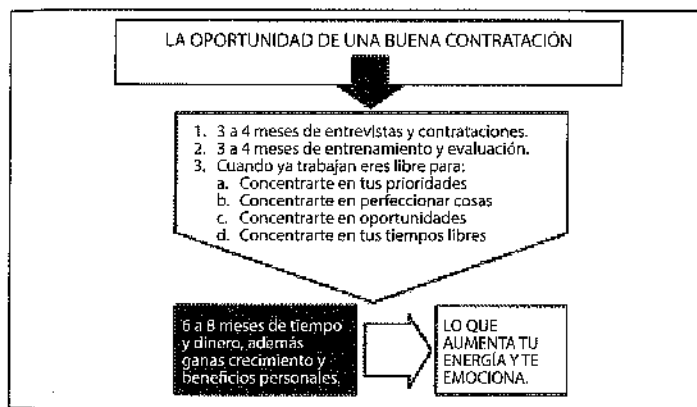 LA OPORTUNIDAD DE UNA BUENA CONTRATACIÓN
1. 3 a 4 meses de entrevistas y contrataciones.
2. 3 a 4 meses de entrenamiento y evaluación.
3. Cuando ya trabajan eres libre para:
a. Concentrarte en tus prioridades
b. Concentrarte en perfeccionar cosas
c. Concentrarte en oportunidades
d. Concentrarte en tus tiempos libres
6 a 8 meses de tiempo
y dinero, además
ganas crecimiento y
beneficios personales.
LO QUE
AUMENTA TU
ENERGÍA Y TE
EMOCIONA.